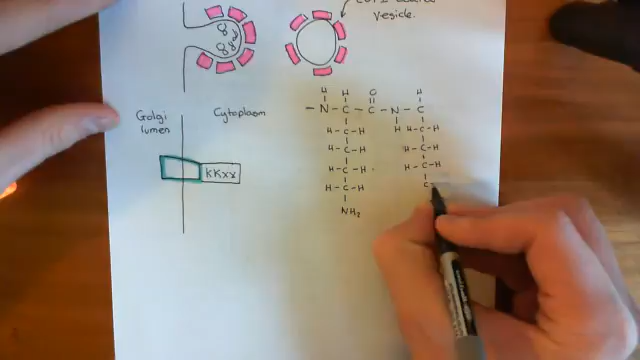 vesicle.
Golgi
lumen
Cytoplasm
KKxx
H H O H
– N – C – C – N – C
H – C – H H H – C – H
H – C – H H – C – H
H – C – H H – C – H
H – C – H C
NH₂